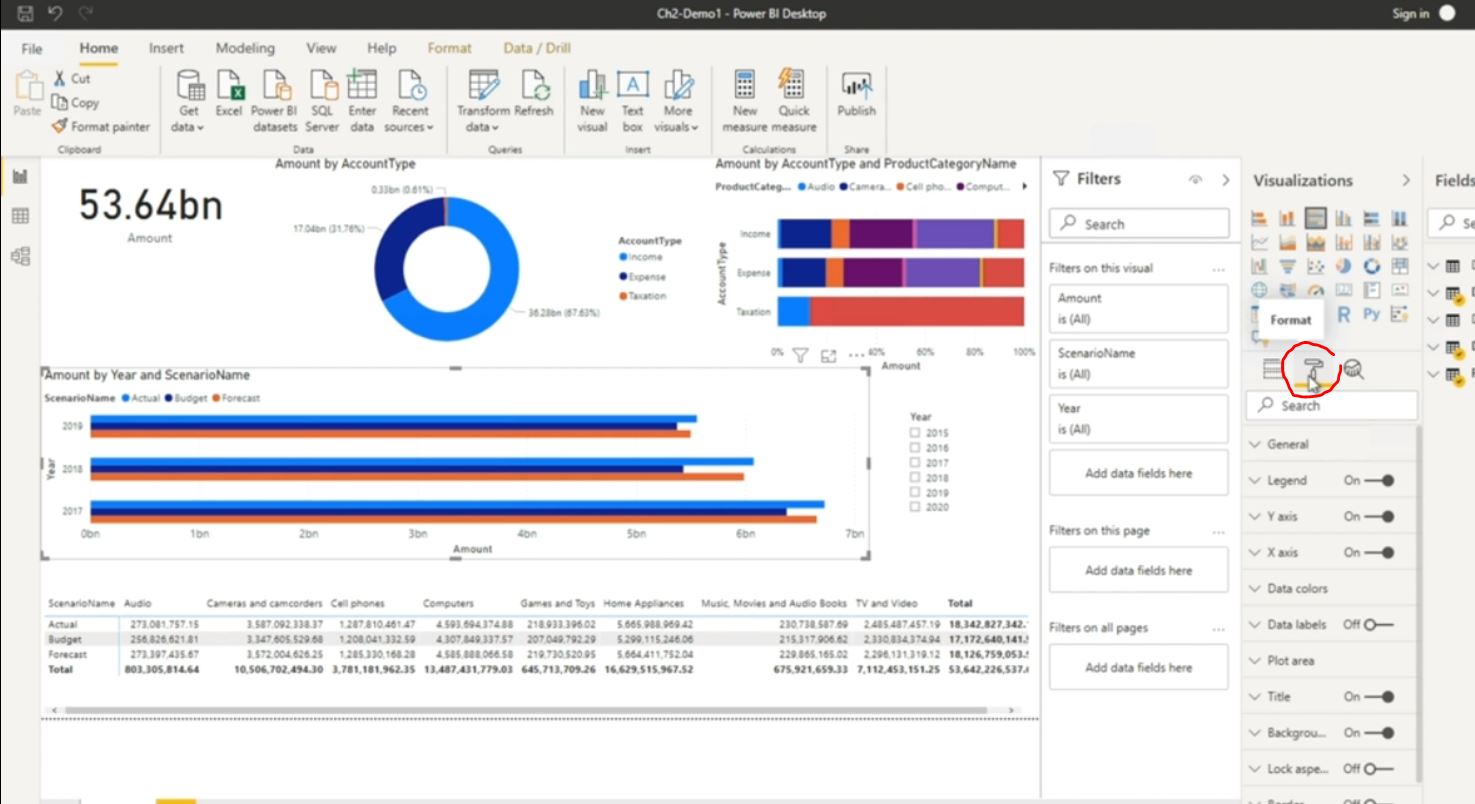 Ch2-Demo1 - Power BI Desktop
Sign in
File Home Insert Modeling View Help Format Data / Drill
Paste
Cut
Copy
Format painter
Clipboard
Get data
Excel
Power BI datasets
SQL Server
Enter data
Recent sources
Data
Transform data
Refresh
Queries
New visual
Text box
More visuals
Insert
New measure
Quick measure
Calculations
Publish
Share
53.64bn
Amount
Amount by AccountType
0.33bn (0.61%)
17.04bn (31.76%)
36.28bn (67.63%)
AccountType
Income
Expense
Taxation
Amount by AccountType and ProductCategoryName
ProductCateg... Audio Camera... Cell pho... Comput...
AccountType
Income
Expense
Taxation
0% 40% 60% 80% 100%
Amount
Amount by Year and ScenarioName
ScenarioName Actual Budget Forecast
Year
2019
2018
2017
0bn 1bn 2bn 3bn 4bn 5bn 6bn 7bn
Amount
Year
2015
2016
2017
2018
2019
2020
ScenarioName Audio Cameras and camcorders Cell phones Computers Games and Toys Home Appliances Music, Movies and Audio Books TV and Video Total
Actual 273,081,757.15 3,587,092,338.37 1,287,810,461.47 4,593,694,374.88 218,933,396.02 5,665,988,969.42 230,738,587.69 2,485,487,457.19 18,342,827,342.
Budget 256,826,621.81 3,347,605,529.68 1,208,041,332.59 4,307,849,337.57 207,049,792.29 5,299,115,246.06 215,317,906.62 2,330,834,374.94 17,172,640,141.
Forecast 273,397,435.67 3,572,004,626.25 1,285,330,168.28 4,585,888,066.58 219,730,520.95 5,664,411,752.04 229,865,165.02 2,296,131,319.12 18,126,759,053.
Total 803,305,814.64 10,506,702,494.30 3,781,181,962.35 13,487,431,779.03 645,713,709.26 16,629,515,967.52 675,921,659.33 7,112,453,151.25 53,642,226,537.
Filters
Search
Filters on this visual ...
Amount
is (All)
ScenarioName
is (All)
Year
is (All)
Add data fields here
Filters on this page ...
Add data fields here
Filters on all pages ...
Add data fields here
Visualizations
R Py
Format
Search
General
Legend On
Y axis On
X axis On
Data colors
Data labels Off
Plot area
Title On
Backgrou... On
Lock aspe... Off
Fields
Se